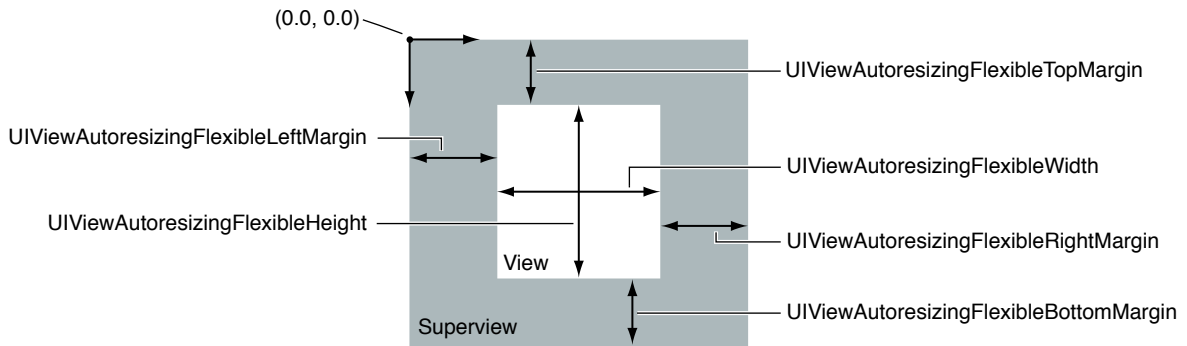 (0.0, 0.0)
UIViewAutoresizingFlexibleTopMargin
UIViewAutoresizingFlexibleLeftMargin
UIViewAutoresizingFlexibleWidth
UIViewAutoresizingFlexibleHeight
UIViewAutoresizingFlexibleRightMargin
View
UIViewAutoresizingFlexibleBottomMargin
Superview